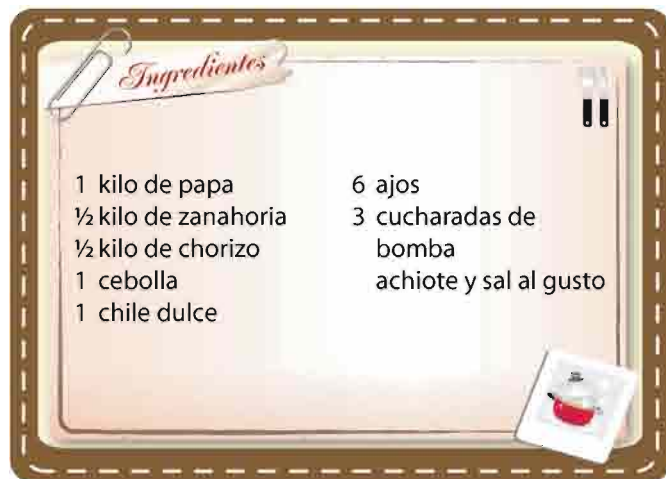 Ingredientes
1 kilo de papa
½ kilo de zanahoria
½ kilo de chorizo
1 cebolla
1 chile dulce
6 ajos
3 cucharadas de
bomba
achiote y sal al gusto